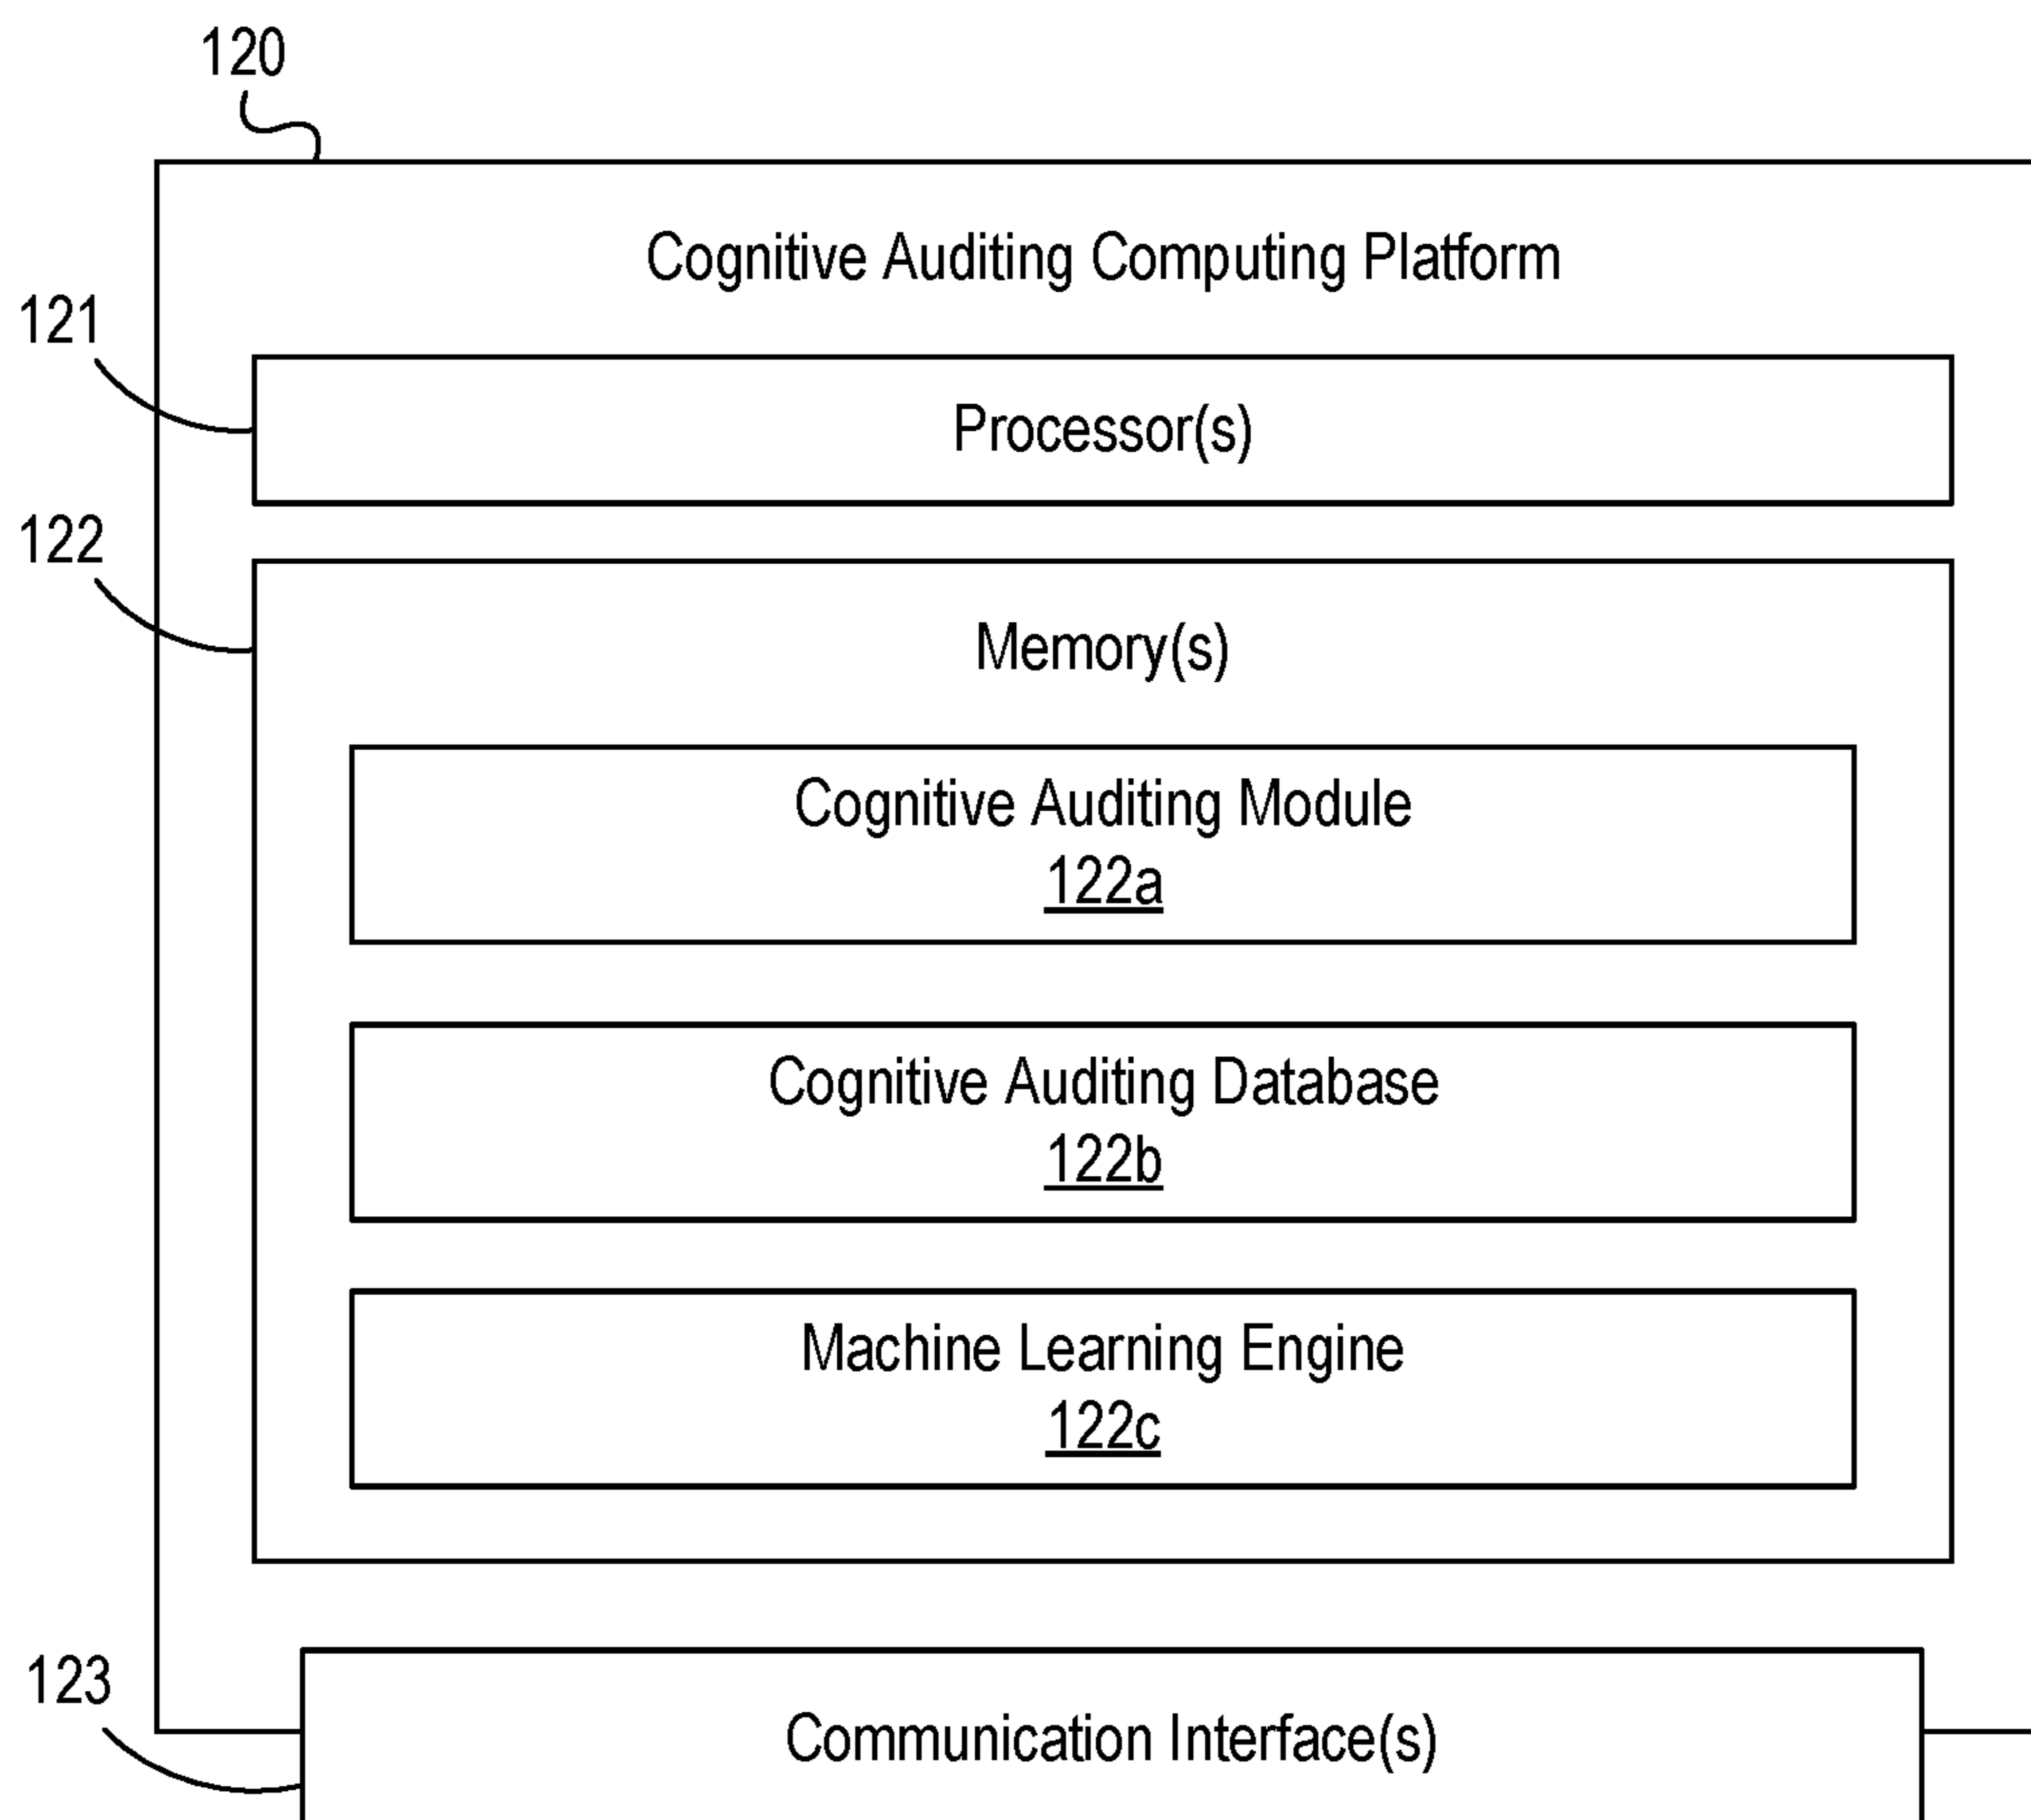 120
Cognitive Auditing Computing Platform
121
Processor(s)
122
Memory(s)
Cognitive Auditing Module
122a
Cognitive Auditing Database
122b
Machine Learning Engine
122c
123
Communication Interface(s)